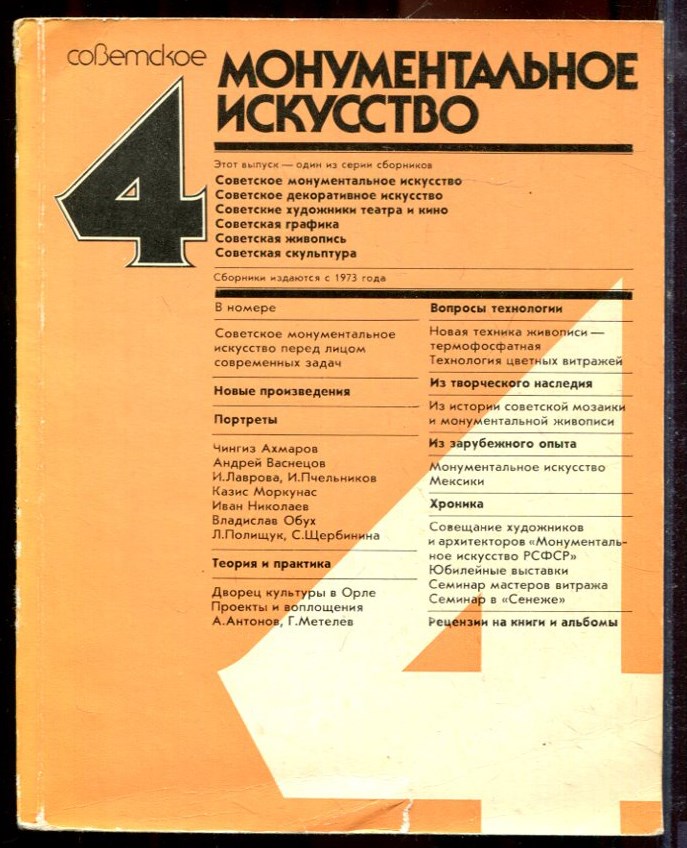 советское
4
МОНУМЕНТАЛЬНОЕ
ИСКУССТВО
Этот выпуск — один из серии сборников
Советское монументальное искусство
Советское декоративное искусство
Советские художники театра и кино
Советская графика
Советская живопись
Советская скульптура
Сборники издаются с 1973 года
В номере
Советское монументальное
искусство перед лицом
современных задач
Новые произведения
Портреты
Чингиз Ахмаров
Андрей Васнецов
И.Лаврова, И.Пчельников
Казис Моркунас
Иван Николаев
Владислав Обух
Л.Полищук, С.Щербинина
Теория и практика
Дворец культуры в Орле
Проекты и воплощения
А.Антонов, Г.Метелев
Вопросы технологии
Новая техника живописи —
термофосфатная
Технология цветных витражей
Из творческого наследия
Из истории советской мозаики
и монументальной живописи
Из зарубежного опыта
Монументальное искусство
Мексики
Хроника
Совещание художников
и архитекторов «Монументаль-
ное искусство РСФСР»
Юбилейные выставки
Семинар мастеров витража
Семинар в «Сенеже»
Рецензии на книги и альбомы
4